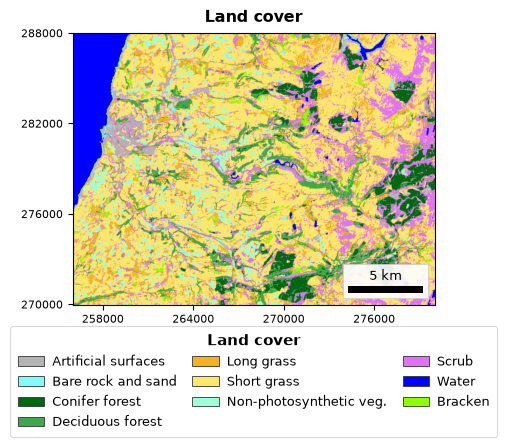 Land cover
288000
282000
276000
270000
5 km
258000 264000 270000 276000
Land cover
Artificial surfaces Long grass Scrub
Bare rock and sand Short grass Water
Conifer forest Non-photosynthetic veg. Bracken
Deciduous forest